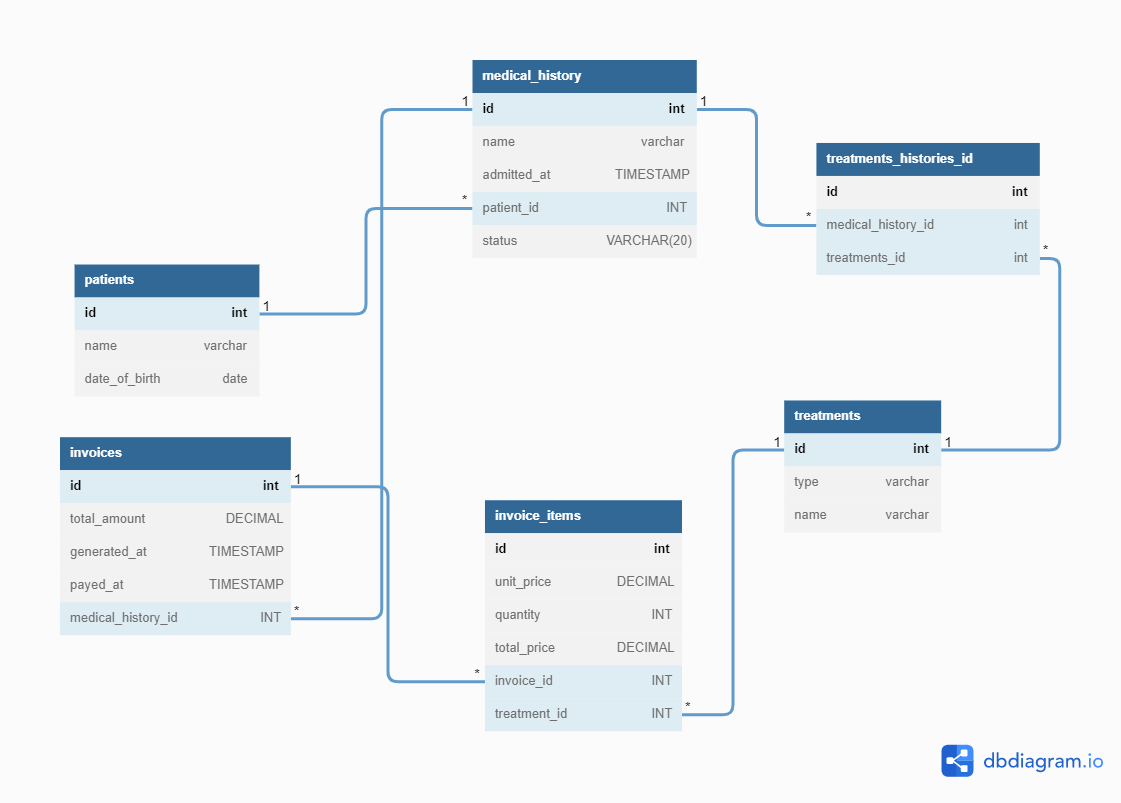 medical_history
1 id int 1
name varchar
admitted_at TIMESTAMP
* patient_id INT
status VARCHAR(20)
treatments_histories_id
id int
* medical_history_id int
treatments_id int *
patients
id int 1
name varchar
date_of_birth date
treatments
1 id int 1
type varchar
name varchar
invoices
id int 1
total_amount DECIMAL
generated_at TIMESTAMP
payed_at TIMESTAMP
medical_history_id INT *
invoice_items
id int
unit_price DECIMAL
quantity INT
total_price DECIMAL
* invoice_id INT
treatment_id INT *
dbdiagram.io